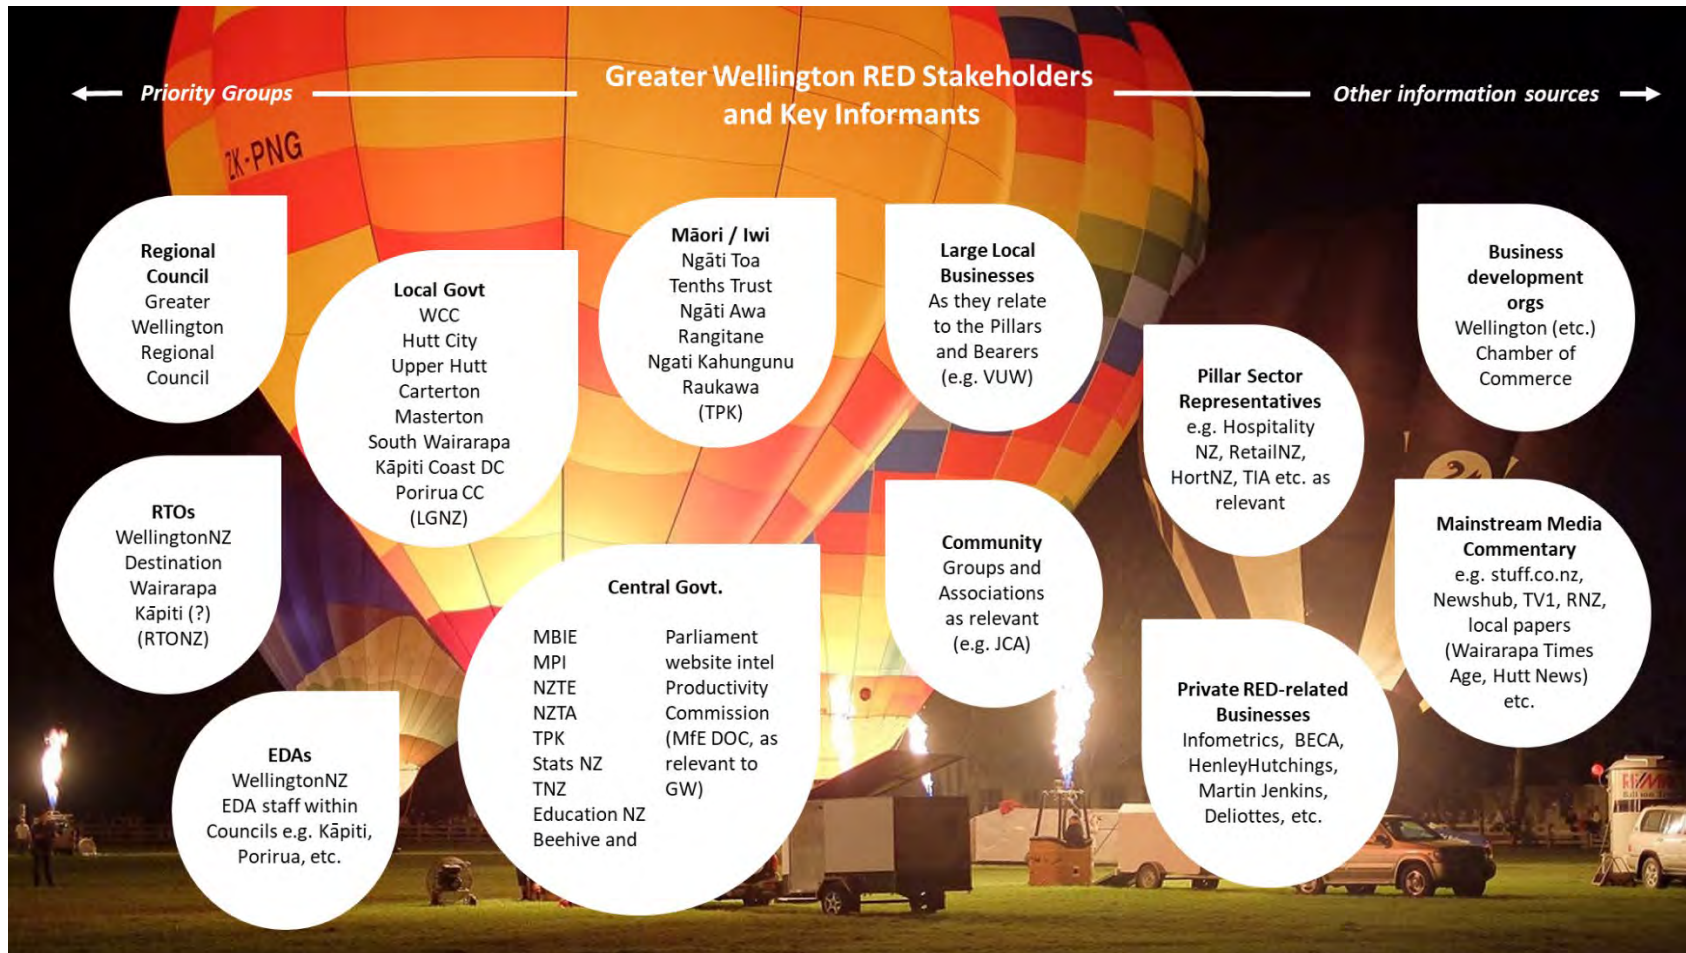 Greater Wellington RED Stakeholders
and Key Informants
Priority Groups
Other information sources
ZK-PNG
Regional
Council
Greater
Wellington
Regional
Council
Local Govt
WCC
Hutt City
Upper Hutt
Carterton
Masterton
South Wairarapa
Kāpiti Coast DC
Porirua CC
(LGNZ)
Māori / Iwi
Ngāti Toa
Tenths Trust
Ngāti Awa
Rangitane
Ngati Kahungunu
Raukawa
(TPK)
Large Local
Businesses
As they relate
to the Pillars
and Bearers
(e.g. VUW)
Pillar Sector
Representatives
e.g. Hospitality
NZ, RetailNZ,
HortNZ, TIA etc. as
relevant
Business
development
orgs
Wellington (etc.)
Chamber of
Commerce
RTOs
WellingtonNZ
Destination
Wairarapa
Kāpiti (?)
(RTONZ)
Central Govt.
MBIE
MPI
NZTE
NZTA
TPK
Stats NZ
TNZ
Education NZ
Beehive and
Parliament
website intel
Productivity
Commission
(MfE DOC, as
relevant to
GW)
Community
Groups and
Associations
as relevant
(e.g. JCA)
Mainstream Media
Commentary
e.g. stuff.co.nz,
Newshub, TV1, RNZ,
local papers
(Wairarapa Times
Age, Hutt News)
etc.
EDAs
WellingtonNZ
EDA staff within
Councils e.g. Kāpiti,
Porirua, etc.
Private RED-related
Businesses
Infometrics, BECA,
HenleyHutchings,
Martin Jenkins,
Deliottes, etc.